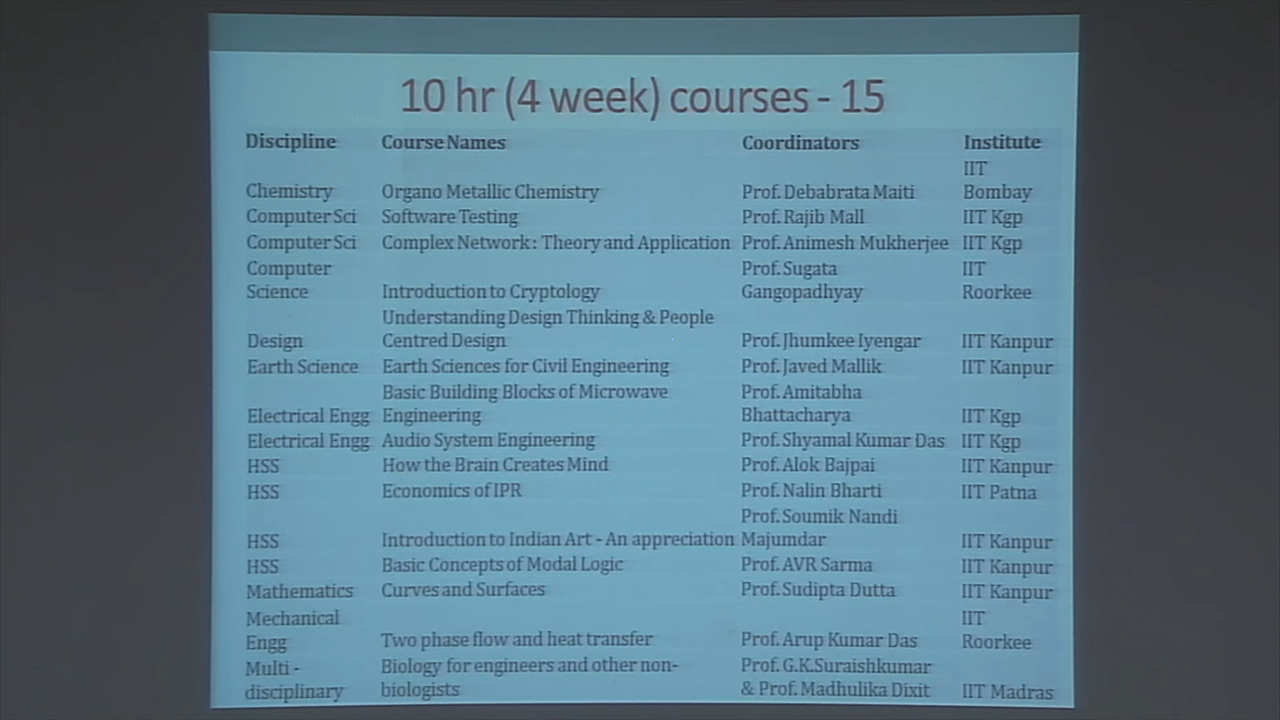 10 hr (4 week) courses - 15
Discipline Course Names Coordinators Institute
IIT
Chemistry Organo Metallic Chemistry Prof. Debabrata Maiti Bombay
Computer Sci Software Testing Prof. Rajib Mall IIT Kgp
Computer Sci Complex Network : Theory and Application Prof. Animesh Mukherjee IIT Kgp
Computer Prof. Sugata IIT
Science Introduction to Cryptology Gangopadhyay Roorkee
Understanding Design Thinking & People
Design Centred Design Prof. Jhumkee Iyengar IIT Kanpur
Earth Science Earth Sciences for Civil Engineering Prof. Javed Mallik IIT Kanpur
Basic Building Blocks of Microwave Prof. Amitabha
Electrical Engg Engineering Bhattacharya IIT Kgp
Electrical Engg Audio System Engineering Prof. Shyamal Kumar Das IIT Kgp
HSS How the Brain Creates Mind Prof. Alok Bajpai IIT Kanpur
HSS Economics of IPR Prof. Nalin Bharti IIT Patna
Prof. Soumik Nandi
HSS Introduction to Indian Art - An appreciation Majumdar IIT Kanpur
HSS Basic Concepts of Modal Logic Prof. AVR Sarma IIT Kanpur
Mathematics Curves and Surfaces Prof. Sudipta Dutta IIT Kanpur
Mechanical IIT
Engg Two phase flow and heat transfer Prof. Arup Kumar Das Roorkee
Multi - Biology for engineers and other non- Prof. G.K.Suraishkumar
disciplinary biologists & Prof. Madhulika Dixit IIT Madras